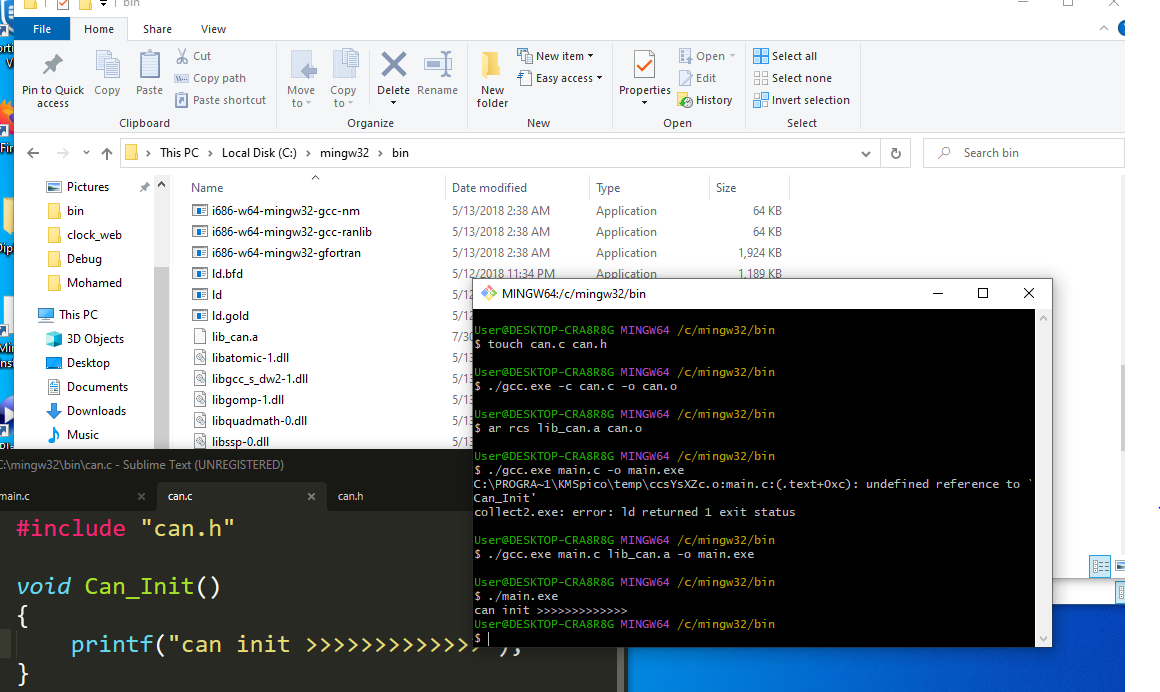 bin
File Home Share View
Pin to Quick access
Copy
Paste
Cut
Copy path
Paste shortcut
Clipboard
Move to
Copy to
Delete
Rename
Organize
New folder
New item
Easy access
New
Properties
Open
Edit
History
Open
Select all
Select none
Invert selection
Select
This PC > Local Disk (C:) > mingw32 > bin
Search bin
Pictures
bin
clock_web
Debug
Mohamed
This PC
3D Objects
Desktop
Documents
Downloads
Music
Name Date modified Type Size
i686-w64-mingw32-gcc-nm 5/13/2018 2:38 AM Application 64 KB
i686-w64-mingw32-gcc-ranlib 5/13/2018 2:38 AM Application 64 KB
i686-w64-mingw32-gfortran 5/13/2018 2:38 AM Application 1,924 KB
ld.bfd 5/12/2018 11:34 PM Application 1,189 KB
ld 5/12
ld.gold 5/12
lib_can.a 7/30
libatomic-1.dll 5/13
libgcc_s_dw2-1.dll 5/13
libgomp-1.dll 5/13
libquadmath-0.dll 5/13
libssp-0.dll 5/13
MINGW64:/c/mingw32/bin
User@DESKTOP-CRA8R8G MINGW64 /c/mingw32/bin
$ touch can.c can.h
User@DESKTOP-CRA8R8G MINGW64 /c/mingw32/bin
$ ./gcc.exe -c can.c -o can.o
User@DESKTOP-CRA8R8G MINGW64 /c/mingw32/bin
$ ar rcs lib_can.a can.o
User@DESKTOP-CRA8R8G MINGW64 /c/mingw32/bin
$ ./gcc.exe main.c -o main.exe
C:\PROGRA~1\KMSpico\temp\ccsYsXZc.o:main.c:(.text+0xc): undefined reference to `
Can_Init'
collect2.exe: error: ld returned 1 exit status
User@DESKTOP-CRA8R8G MINGW64 /c/mingw32/bin
$ ./gcc.exe main.c lib_can.a -o main.exe
User@DESKTOP-CRA8R8G MINGW64 /c/mingw32/bin
$ ./main.exe
can init >>>>>>>>>>>>>
User@DESKTOP-CRA8R8G MINGW64 /c/mingw32/bin
$
C:\mingw32\bin\can.c - Sublime Text (UNREGISTERED)
main.c can.c can.h
#include "can.h"
void Can_Init()
{
printf("can init >>>>>>>>>>>>> ");
}